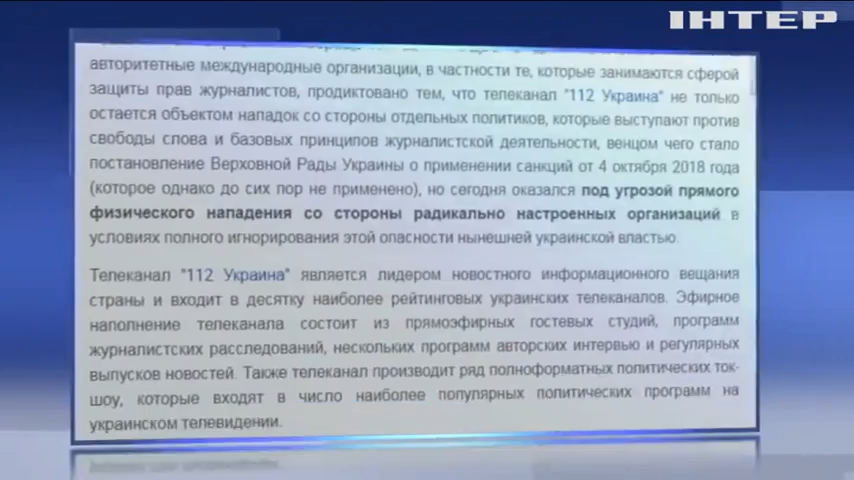 ІНТЕР
авторитетные международные организации, в частности те, которые занимаются сферой
защиты прав журналистов, продиктовано тем, что телеканал "112 Украина" не только
остается объектом нападок со стороны отдельных политиков, которые выступают против
свободы слова и базовых принципов журналистской деятельности, венцом чего стало
постановление Верховной Рады Украины о применении санкций от 4 октября 2018 года
(которое однако до сих пор не применено), но сегодня оказался под угрозой прямого
физического нападения со стороны радикально настроенных организаций в
условиях полного игнорирования этой опасности нынешней украинской властью.
Телеканал "112 Украина" является лидером новостного информационного вещания
страны и входит в десятку наиболее рейтинговых украинских телеканалов. Эфирное
наполнение телеканала состоит из прямоэфирных гостевых студий, программ
журналистских расследований, нескольких программ авторских интервью и регулярных
выпусков новостей. Также телеканал производит ряд полноформатных политических ток-
шоу, которые входят в число наиболее популярных политических программ на
украинском телевидении.